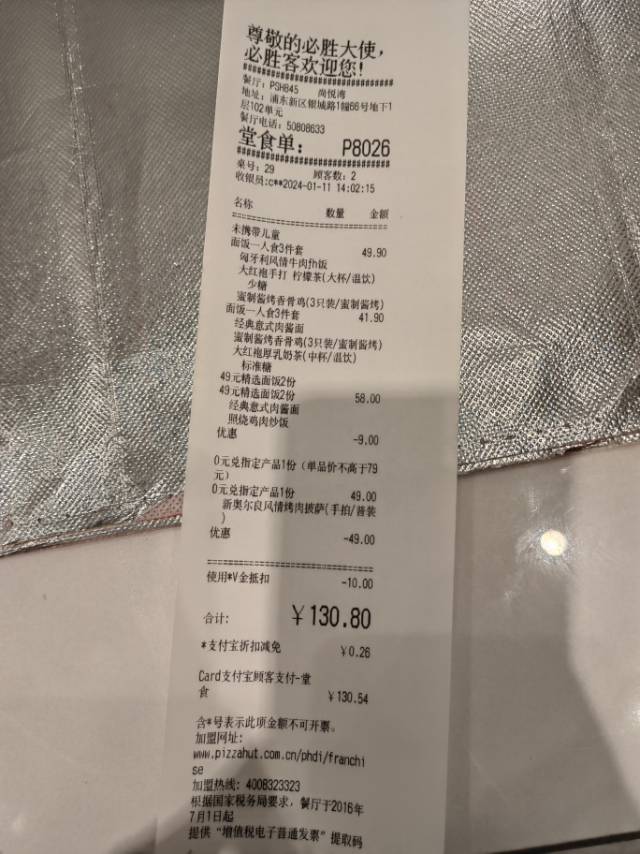 尊敬的必胜大使,
必胜客欢迎您!
餐厅: PSH845 尚悦湾
地址: 浦东新区银城路1幢66号地下1
层102单元
餐厅电话: 50808633
堂食单: P8026
桌号: 29 顾客数: 2
收银员:c**2024-01-11 14:02:15
名称 数量 金额
未携带儿童
面饭一人食3件套 49.90
匈牙利风情牛肉fh饭
大红袍手打 柠檬茶(大杯/温饮)
少糖
蜜制酱烤香骨鸡(3只装/蜜制酱烤)
面饭一人食3件套 41.90
经典意式肉酱面
蜜制酱烤香骨鸡(3只装/蜜制酱烤)
大红袍厚乳奶茶(中杯/温饮)
标准糖
49元精选面饭2份
49元精选面饭2份 58.00
经典意式肉酱面
照烧鸡肉炒饭
优惠 -9.00
0元兑指定产品1份 (单品价不高于79
元)
0元兑指定产品1份 49.00
新奥尔良风情烤肉披萨(手拍/普装
)
优惠 -49.00
使用*V金抵扣 -10.00
合计: ￥130.80
*支付宝折扣减免 ￥0.26
Card支付宝顾客支付-堂
食 ￥130.54
含*号表示此项金额不可开票。
加盟网址:
www.pizzahut.com.cn/phdi/franchi
se
加盟热线: 4008323323
根据国家税务局要求, 餐厅于2016年
7月1日起
提供“增值税电子普通发票”提取码